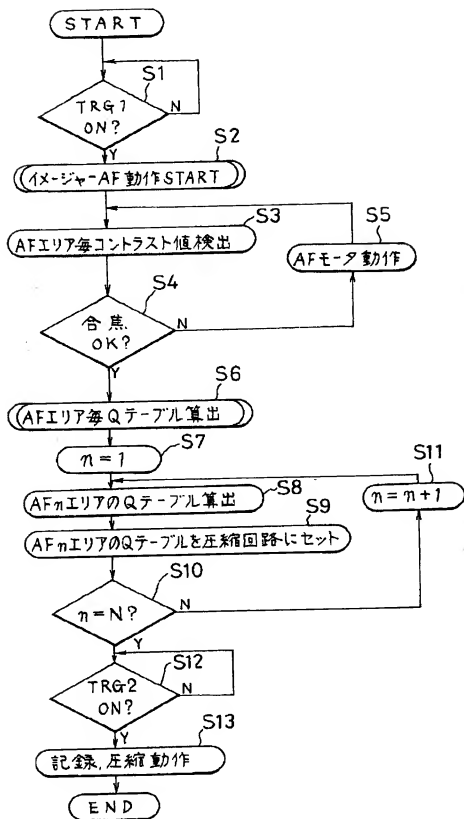 START
S1
TRG1
ON?
N
Y
S2
イメージャーAF動作START
S3
AFエリア毎コントラスト値検出
S5
AFモータ動作
S4
合焦
OK?
N
Y
S6
AFエリア毎Qテーブル算出
S7
n=1
S11
n=n+1
S8
AFnエリアのQテーブル算出
S9
AFnエリアのQテーブルを圧縮回路にセット
S10
n=N?
N
Y
S12
TRG2
ON?
N
Y
S13
記録,圧縮動作
END